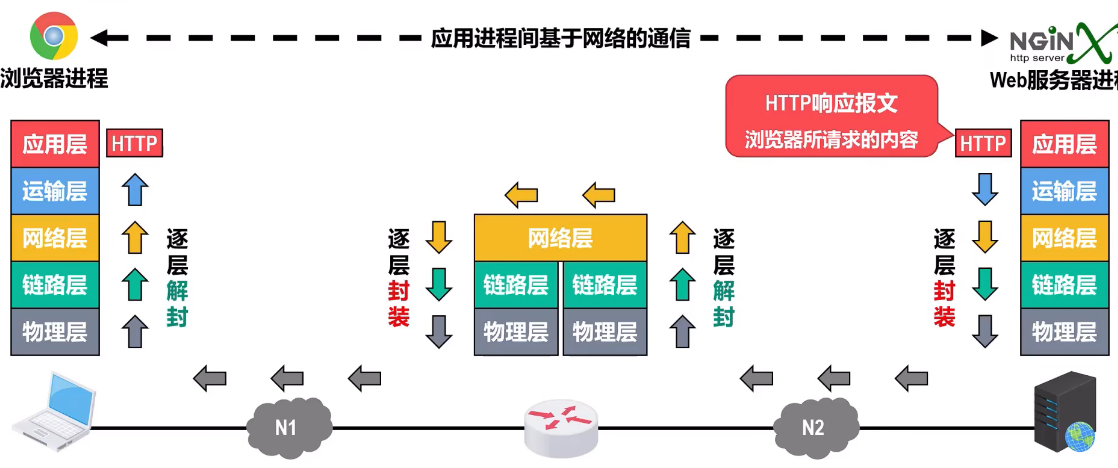 应用进程间基于网络的通信
NGiNX
http server
浏览器进程
Web服务器进程
HTTP响应报文
浏览器所请求的内容
应用层
HTTP
HTTP
应用层
运输层
运输层
网络层
逐层解封
逐层封装
网络层
逐层解封
逐层封装
网络层
链路层
链路层
链路层
链路层
物理层
物理层
物理层
物理层
N1
N2